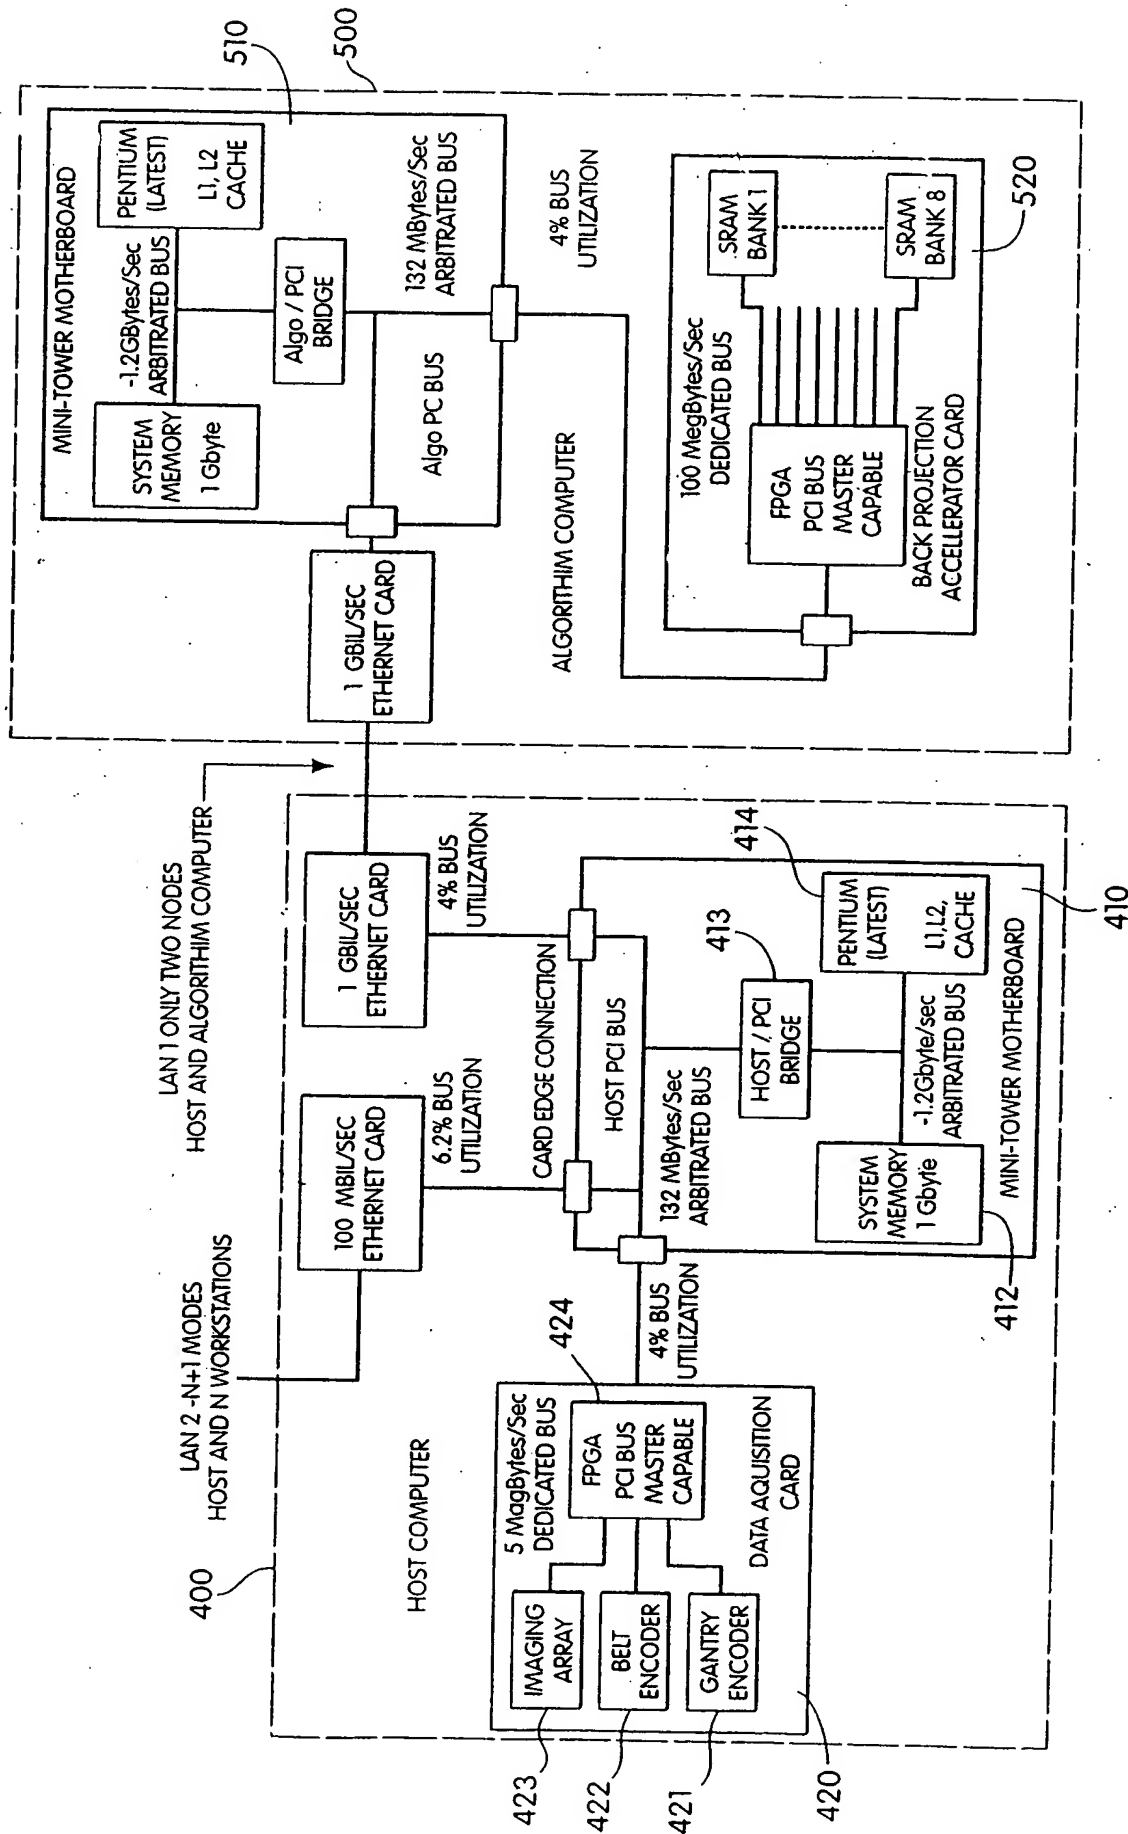 LAN 2 -N+1 MODES
HOST AND N WORKSTATIONS
LAN 1 ONLY TWO NODES
HOST AND ALGORITHIM COMPUTER
400
HOST COMPUTER
100 MBIL/SEC
ETHERNET CARD
1 GBIL/SEC
ETHERNET CARD
6.2% BUS
UTILIZATION
4% BUS
UTILIZATION
CARD EDGE CONNECTION
HOST PCI BUS
132 MBytes/Sec
ARBITRATED BUS
413
HOST / PCI
BRIDGE
414
PENTIUM
(LATEST)
L1,L2,
CACHE
-1.2Gbyte/sec
ARBITRATED BUS
SYSTEM
MEMORY
1 Gbyte
412
MINI-TOWER MOTHERBOARD
410
4% BUS
UTILIZATION
424
5 MagBytes/Sec
DEDICATED BUS
FPGA
PCI BUS
MASTER
CAPABLE
IMAGING
ARRAY
423
BELT
ENCODER
422
GANTRY
ENCODER
421
DATA AQUISITION
CARD
420
500
510
MINI-TOWER MOTHERBOARD
SYSTEM
MEMORY
1 Gbyte
-1.2GBytes/Sec
ARBITRATED BUS
PENTIUM
(LATEST)
L1, L2
CACHE
Algo / PCI
BRIDGE
Algo PC BUS
132 MBytes/Sec
ARBITRATED BUS
1 GBIL/SEC
ETHERNET CARD
ALGORITHIM COMPUTER
4% BUS
UTILIZATION
100 MegBytes/Sec
DEDICATED BUS
FPGA
PCI BUS
MASTER
CAPABLE
SRAM
BANK 1
SRAM
BANK 8
BACK PROJECTION
ACCELLERATOR CARD
520